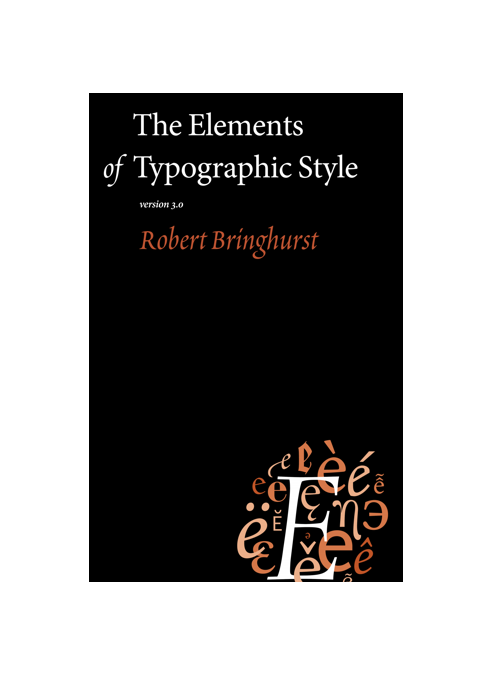 The Elements
of Typographic Style
version 3.0
Robert Bringhurst